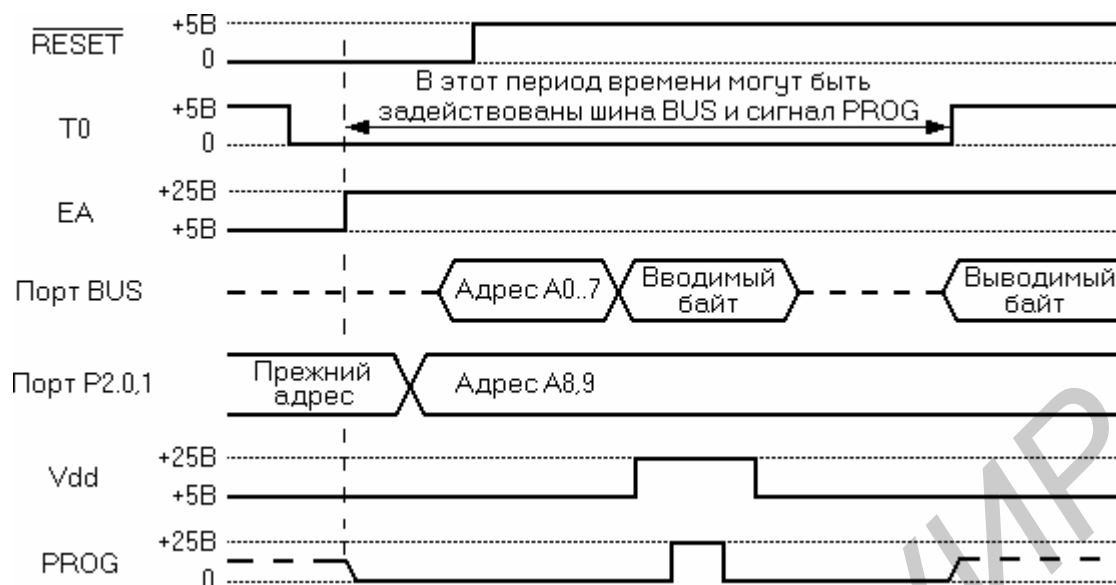 RESET
+5В
0
В этот период времени могут быть
задействованы шина BUS и сигнал PROG
T0
+5В
0
EA
+25В
+5В
Порт BUS
Адрес A0..7
Вводимый
байт
Выводимый
байт
Порт P2.0,1
Прежний
адрес
Адрес A8,9
Vdd
+25В
+5В
PROG
+25В
0